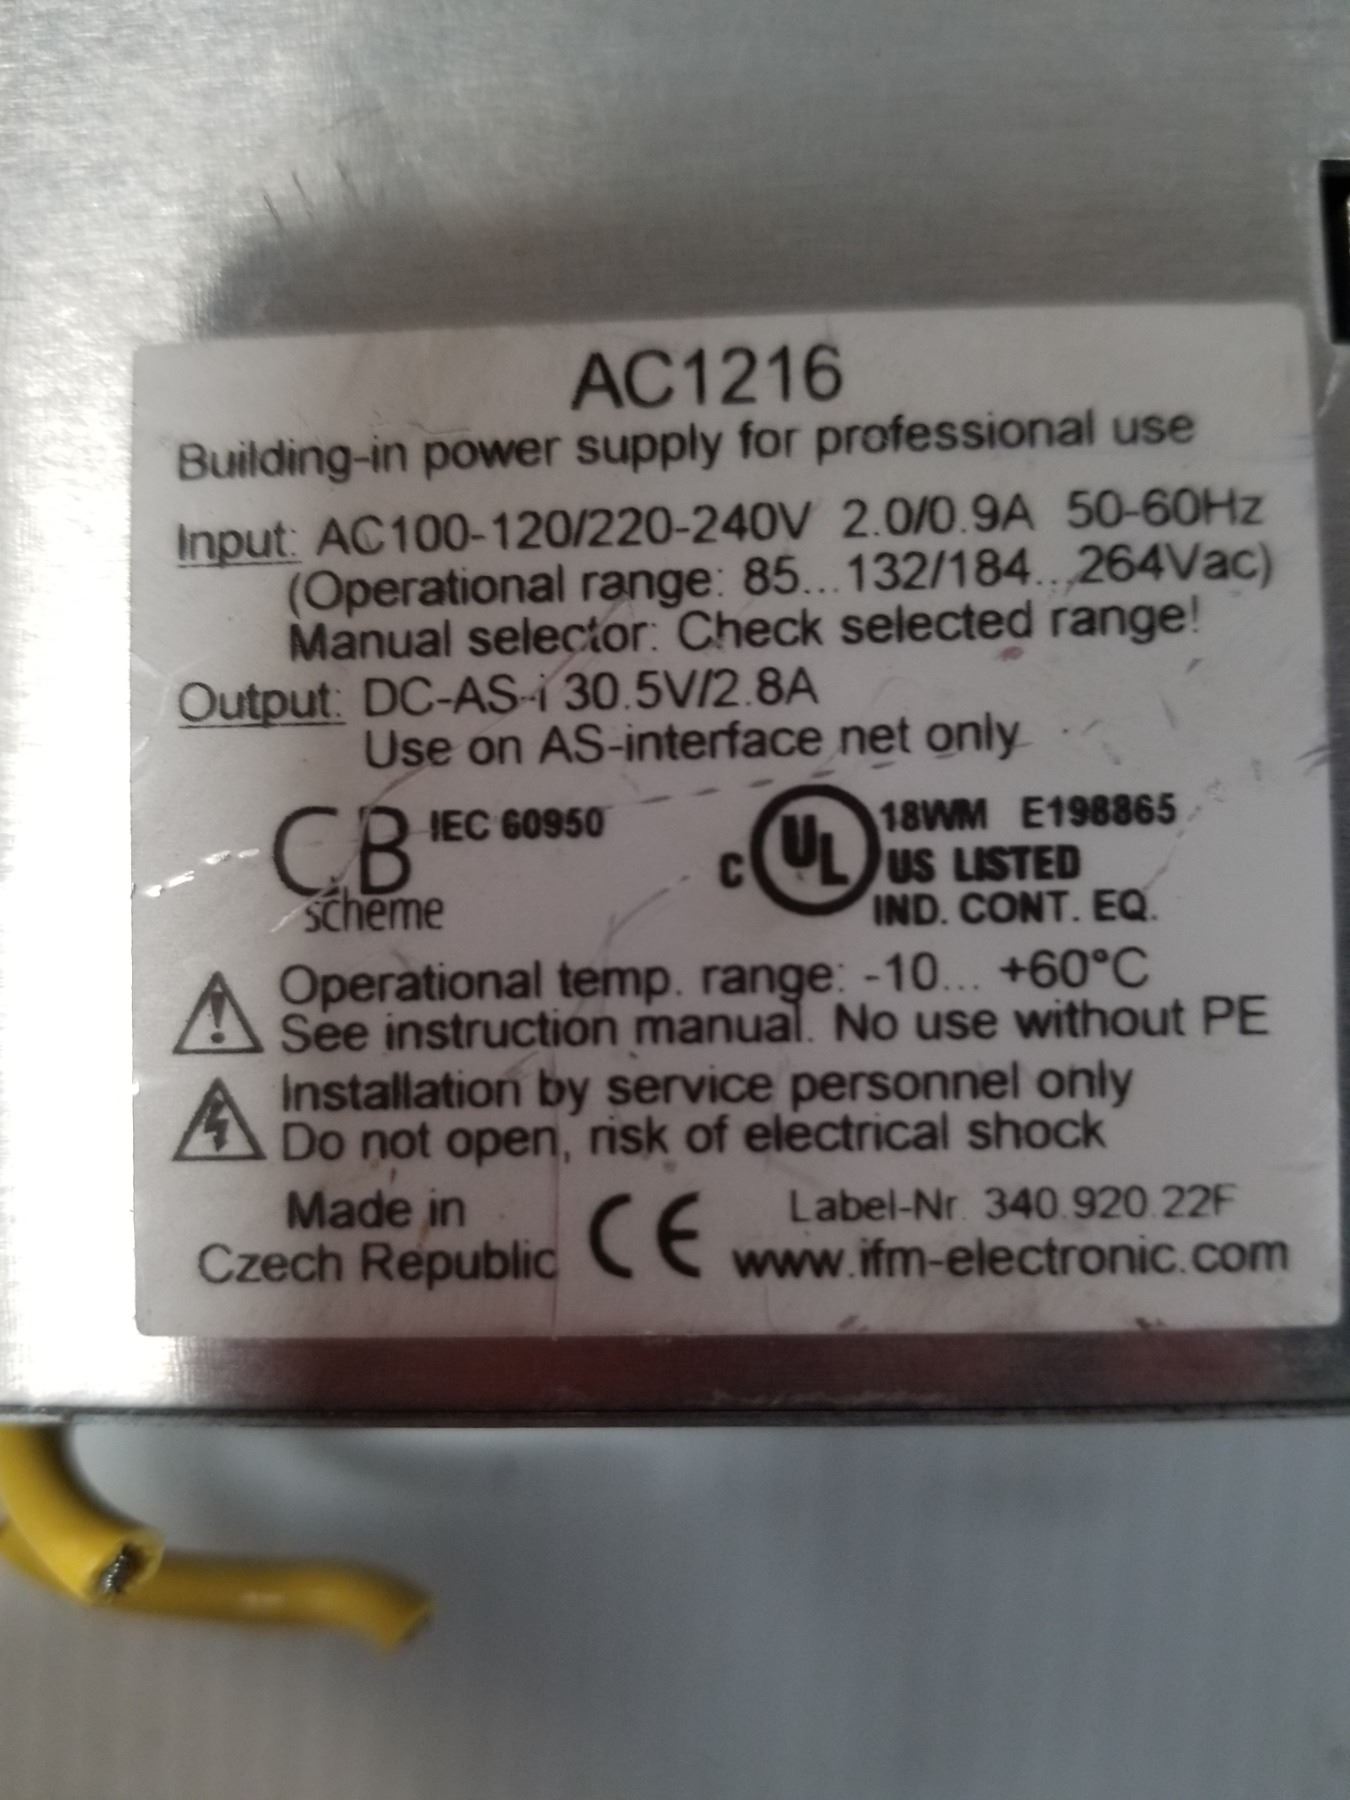 AC1216
Building-in power supply for professional use
Input: AC100-120/220-240V 2.0/0.9A 50-60Hz
(Operational range: 85...132/184...264Vac)
Manual selector: Check selected range!
Output: DC-AS-i 30.5V/2.8A
Use on AS-interface net only
CB IEC 60950
scheme
C UL US 18WM E198865
LISTED
IND. CONT. EQ.
Operational temp. range: -10... +60°C
See instruction manual. No use without PE
Installation by service personnel only
Do not open, risk of electrical shock
Made in
Czech Republic
CE
Label-Nr. 340.920.22F
www.ifm-electronic.com